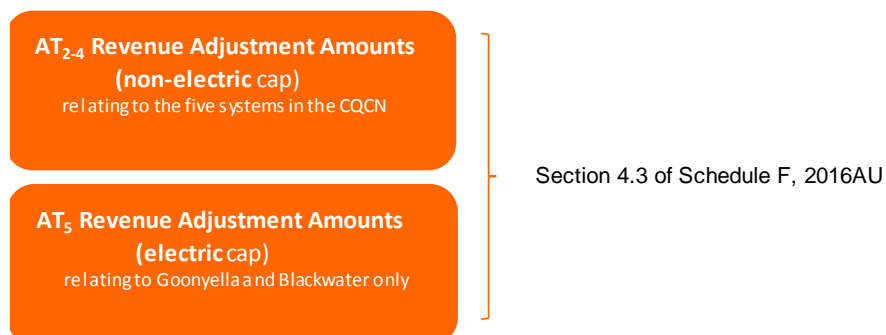 AT2-4 Revenue Adjustment Amounts
(non-electric cap)
relating to the five systems in the CQCN
Section 4.3 of Schedule F, 2016AU
AT5 Revenue Adjustment Amounts
(electric cap)
relating to Goonyella and Blackwater only